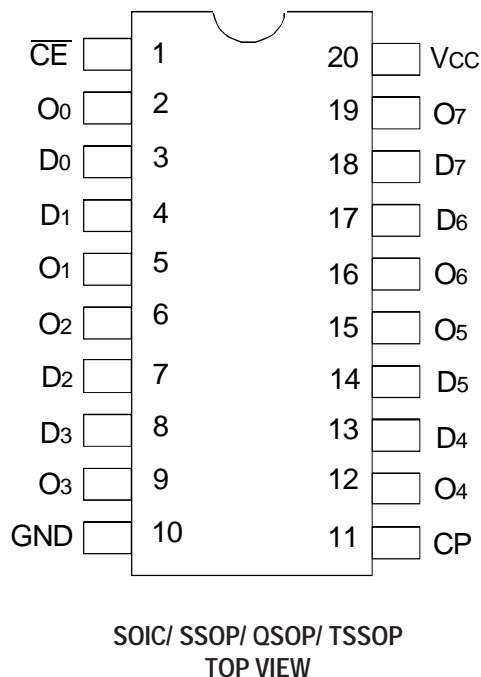 C̅E̅ 1 20 VCC
O0 2 19 O7
D0 3 18 D7
D1 4 17 D6
O1 5 16 O6
O2 6 15 O5
D2 7 14 D5
D3 8 13 D4
O3 9 12 O4
GND 10 11 CP
SOIC/ SSOP/ QSOP/ TSSOP
TOP VIEW